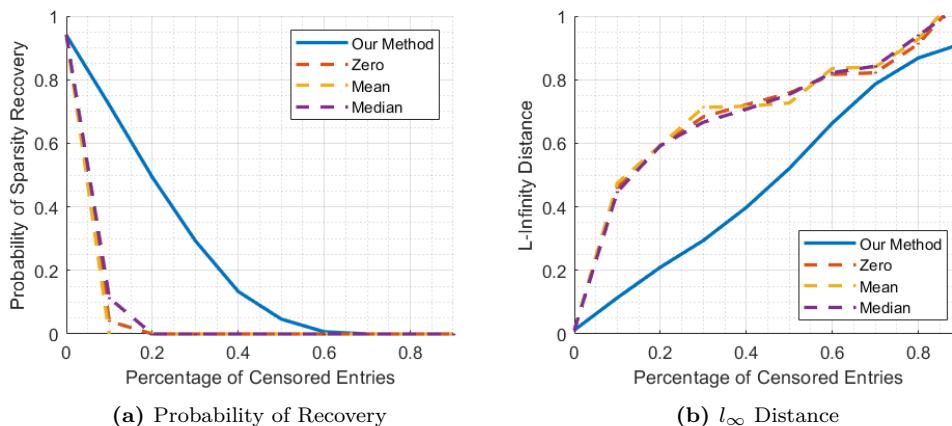 1
0.8
0.6
0.4
0.2
0
Probability of Sparsity Recovery
Our Method
Zero
Mean
Median
0 0.2 0.4 0.6 0.8
Percentage of Censored Entries
(a) Probability of Recovery
1
0.8
0.6
0.4
0.2
0
L-Infinity Distance
Our Method
Zero
Mean
Median
0 0.2 0.4 0.6 0.8
Percentage of Censored Entries
(b) l∞ Distance